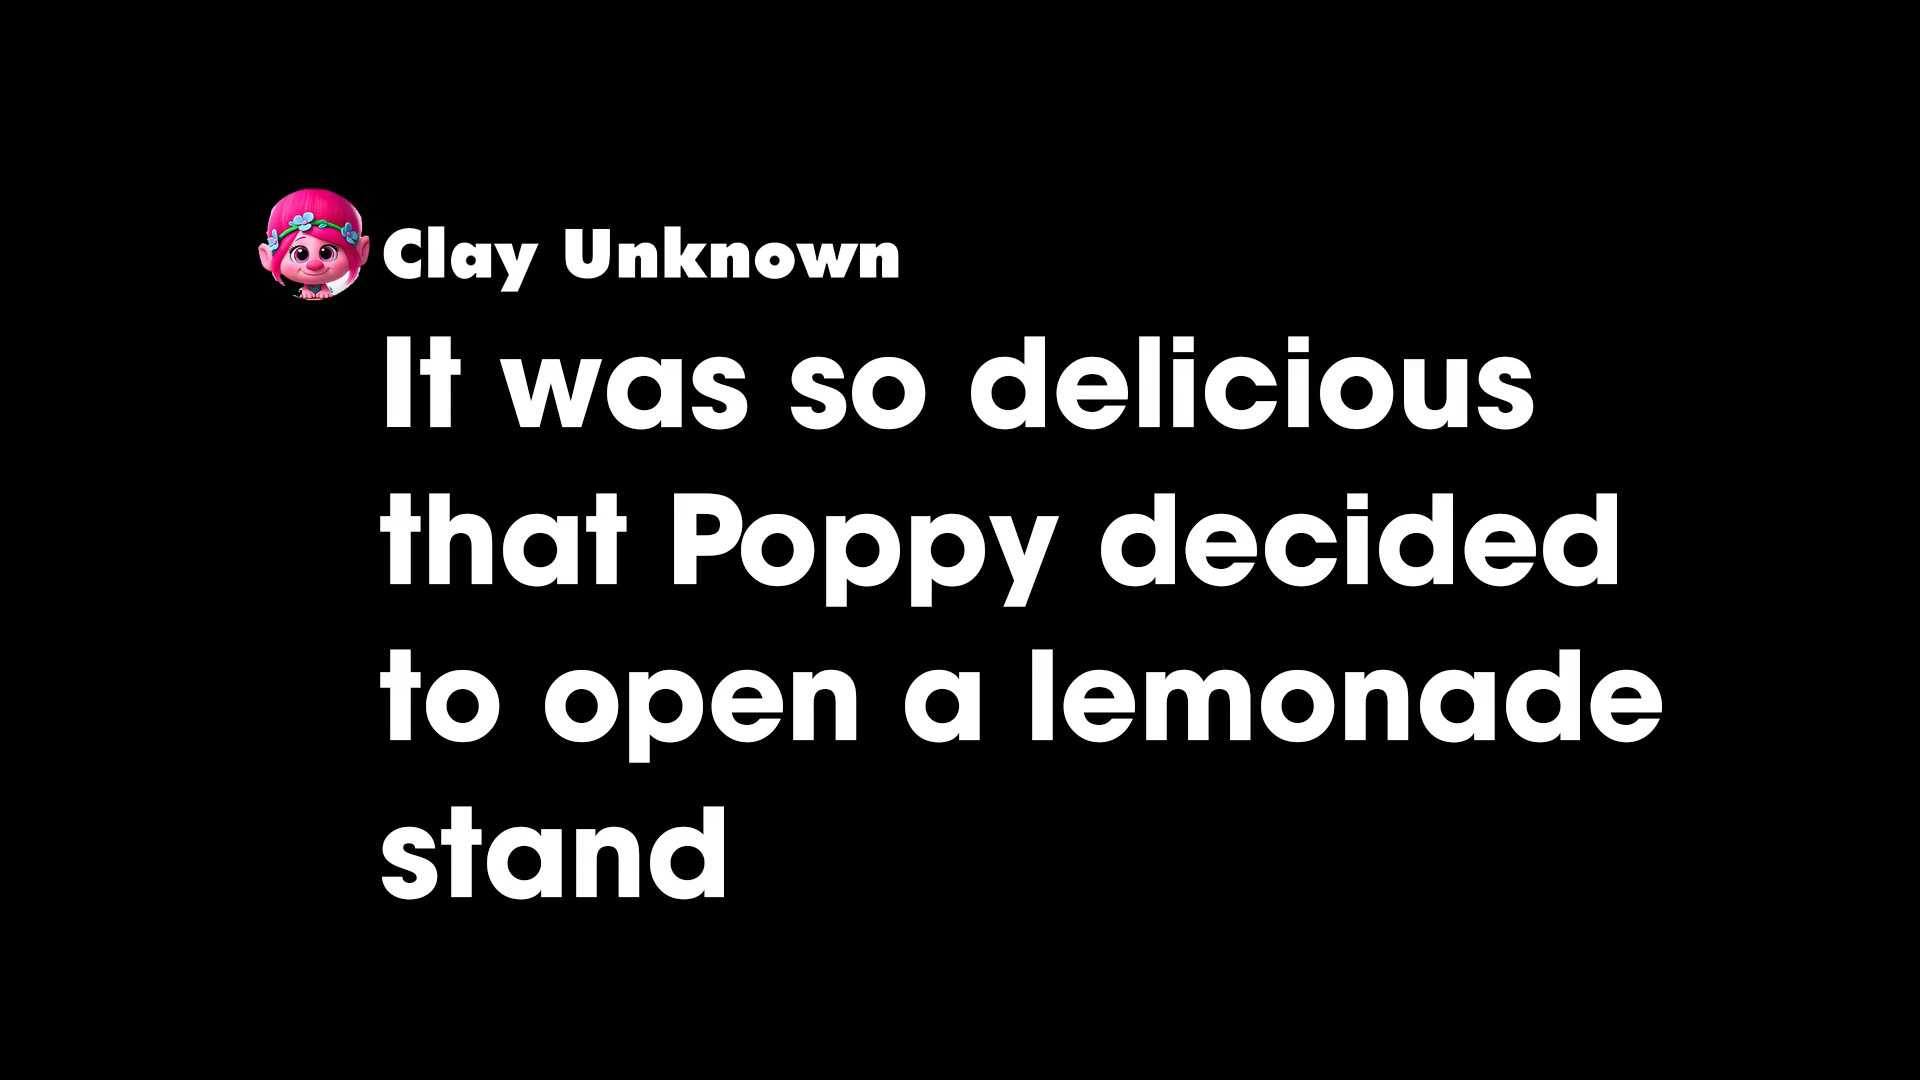 Clay Unknown
It was so delicious
that Poppy decided
to open a lemonade
stand